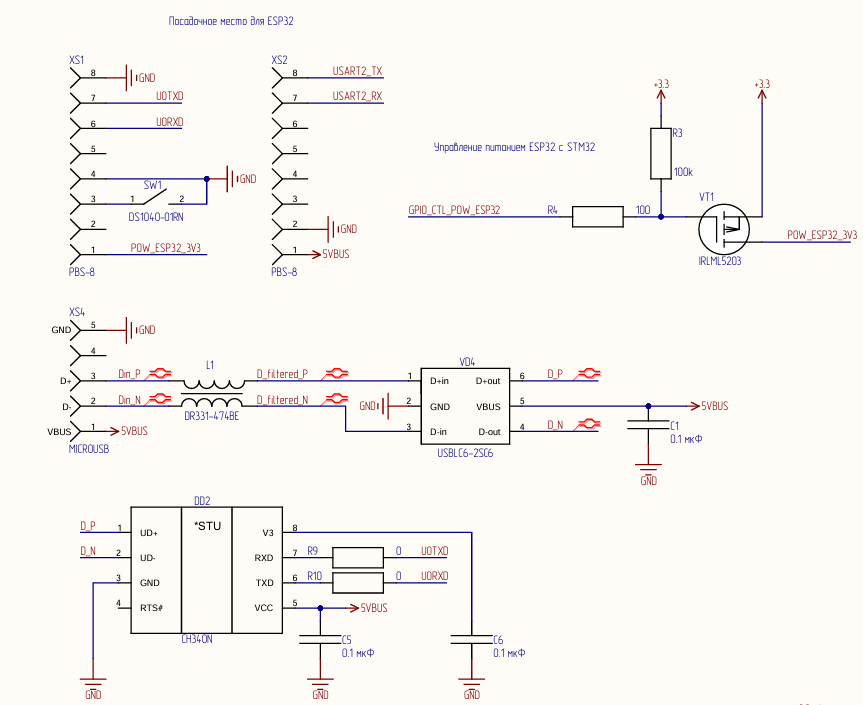 Посадочное место для ESP32
XS1
8 GND
7 U0TXD
6 U0RXD
5
4 GND
SW1
3 1 2
DS1040-01RN
2
1 POW_ESP32_3V3
PBS-8
XS2
8 USART2_TX
7 USART2_RX
6
5
4
3
2 GND
1 5VBUS
PBS-8
Управление питанием ESP32 с STM32
+3.3
+3.3
R3
100k
VT1
GPIO_CTL_POW_ESP32 R4 100
POW_ESP32_3V3
IRLML5203
XS4
GND 5 GND
4
D+ 3 Din_P
D- 2 Din_N
VBUS 1 5VBUS
MICROUSB
L1
D_filtered_P
D_filtered_N
DR331-474BE
VD4
1 D+in D+out 6 D_P
GND 2 GND VBUS 5 5VBUS
3 D-in D-out 4 D_N
USBLC6-2SC6
C1
0.1 мкФ
GND
DD2
*STU
D_P 1 UD+ V3 8
D_N 2 UD- RXD 7 R9 0 U0TXD
3 GND TXD 6 R10 0 U0RXD
4 RTS# VCC 5 5VBUS
CH340N
C5
0.1 мкФ
C6
0.1 мкФ
GND
GND
GND